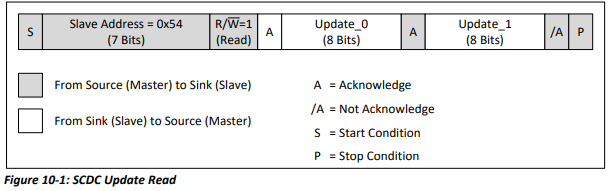 S
Slave Address = 0x54
(7 Bits)
R/W̅=1
(Read)
A
Update_0
(8 Bits)
A
Update_1
(8 Bits)
/A
P
From Source (Master) to Sink (Slave)
From Sink (Slave) to Source (Master)
A = Acknowledge
/A = Not Acknowledge
S = Start Condition
P = Stop Condition
Figure 10-1: SCDC Update Read